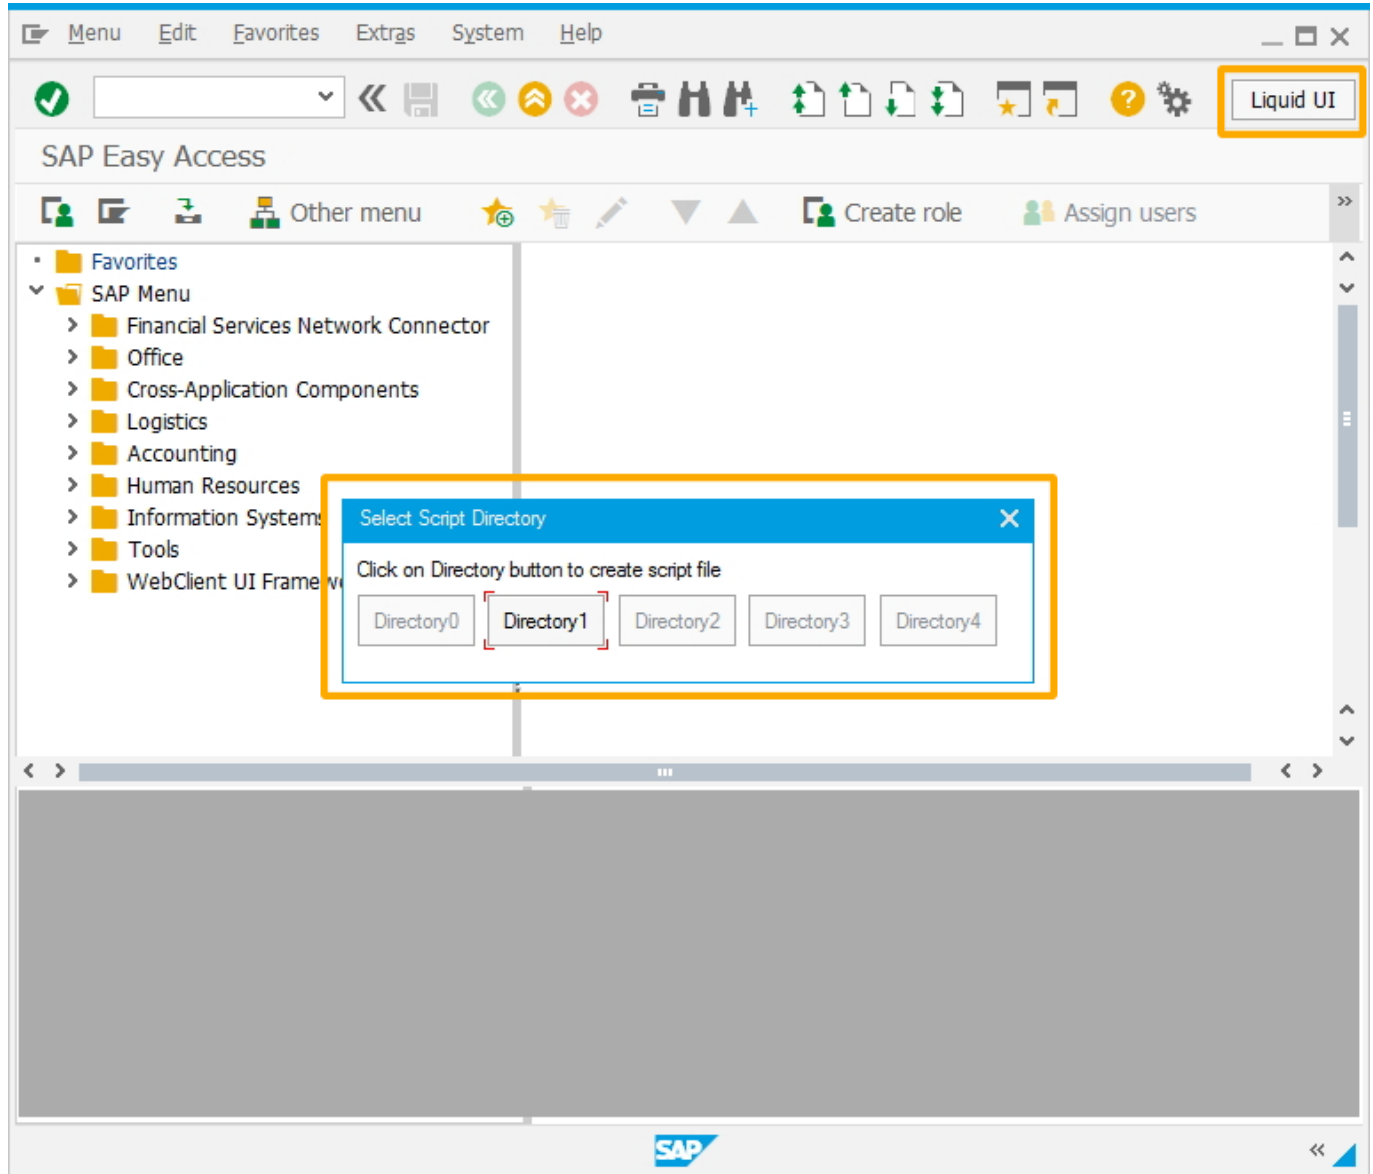 Menu Edit Favorites Extras System Help
Liquid UI
SAP Easy Access
Other menu Create role Assign users
Favorites
SAP Menu
Financial Services Network Connector
Office
Cross-Application Components
Logistics
Accounting
Human Resources
Information Systems
Tools
WebClient UI Framew
Select Script Directory
Click on Directory button to create script file
Directory0 Directory1 Directory2 Directory3 Directory4
SAP